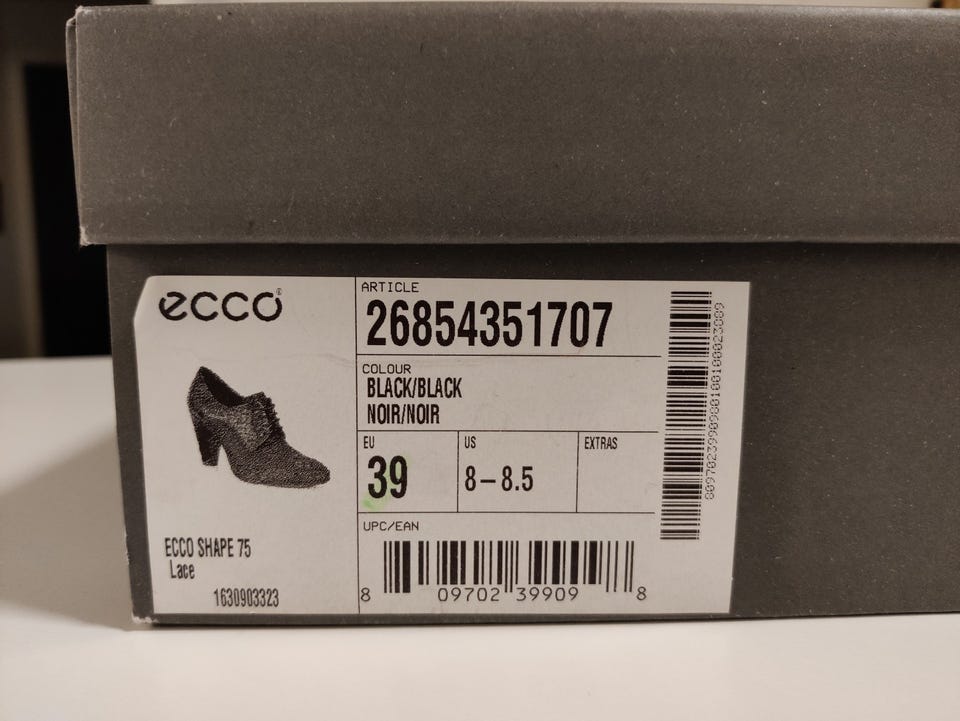 ecco®
ARTICLE
26854351707
COLOUR
BLACK/BLACK
NOIR/NOIR
EU
39
US
8-8.5
EXTRAS
UPC/EAN
8 09702 39909 8
ECCO SHAPE 75
Lace
1630903323